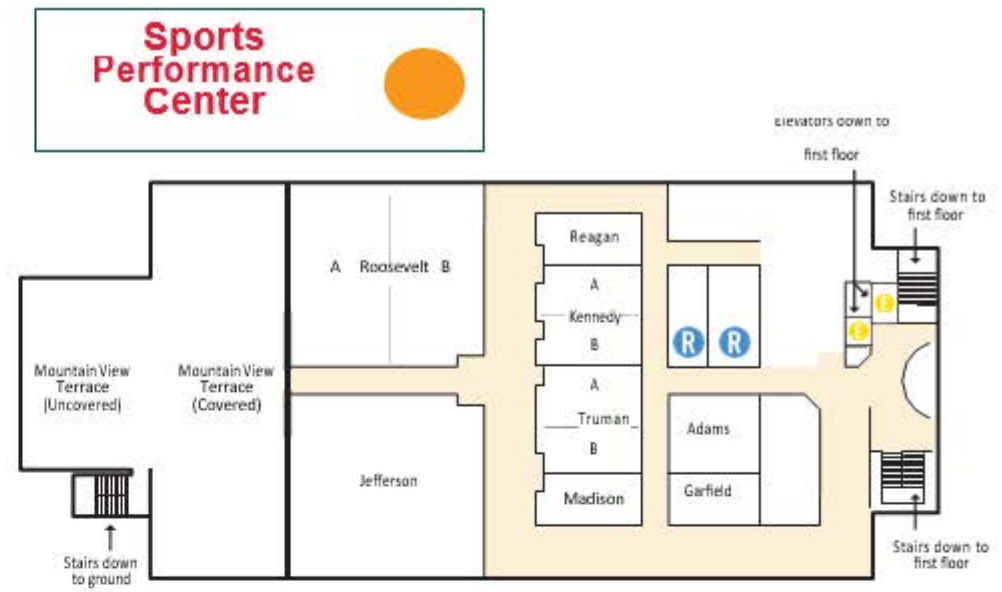 Sports
Performance
Center
Elevators down to
first floor
Stairs down to
first floor
Reagan
A Roosevelt B
A
Kennedy
B
E
E
R R
Mountain View
Terrace
(Uncovered)
Mountain View
Terrace
(Covered)
A
Truman
B
Adams
Jefferson
Madison
Garfield
Stairs down
to ground
Stairs down to
first floor